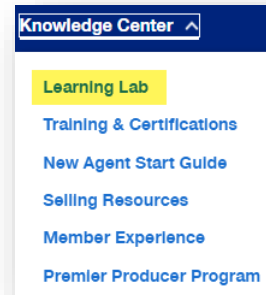 Knowledge Center
Learning Lab
Training & Certifications
New Agent Start Guide
Selling Resources
Member Experience
Premier Producer Program